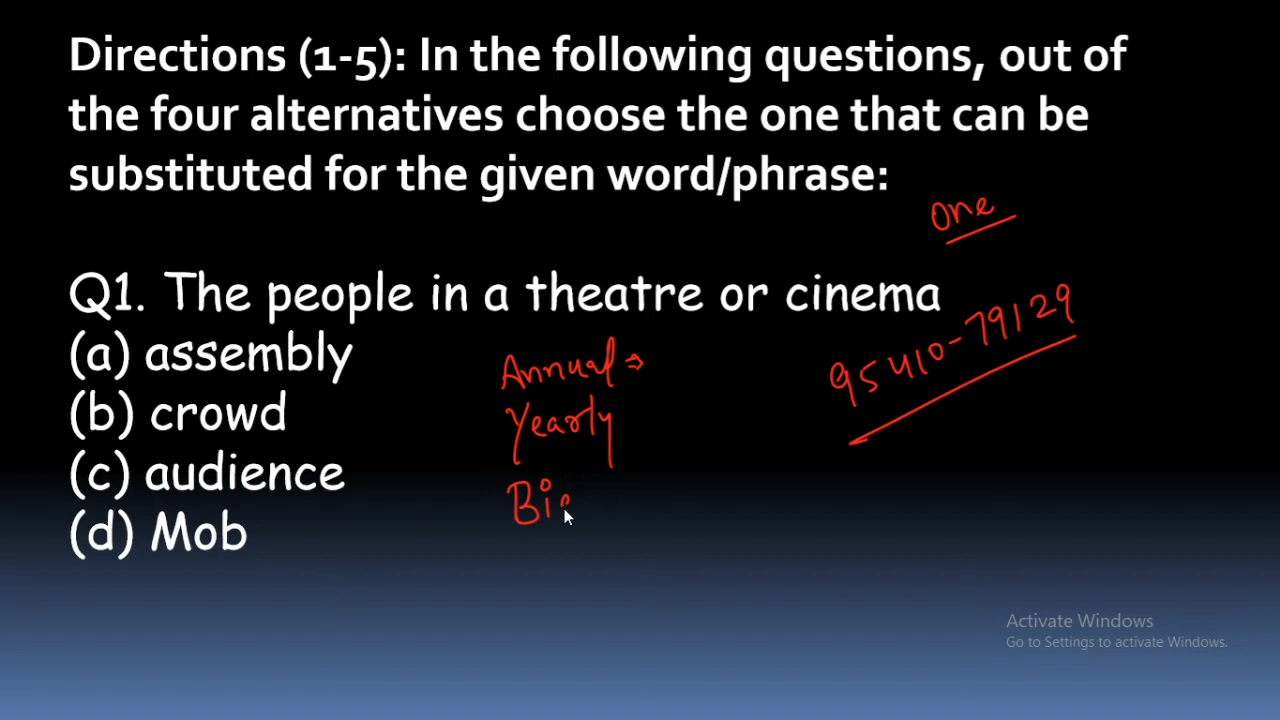 Directions (1-5): In the following questions, out of
the four alternatives choose the one that can be
substituted for the given word/phrase:
one
Q1. The people in a theatre or cinema
(a) assembly
(b) crowd
(c) audience
(d) Mob
Annual ⇒
Yearly
Bi
95410-79129
Activate Windows
Go to Settings to activate Windows.